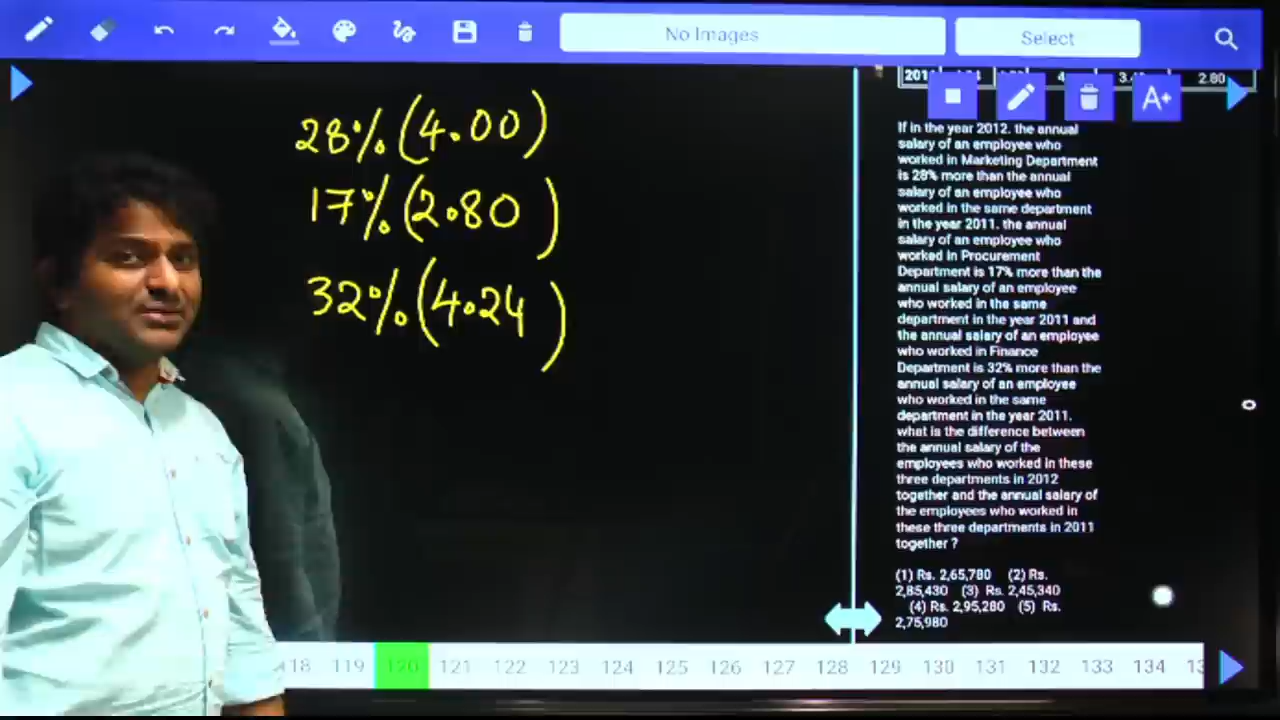 No Images
Select
A+
2.80
28% (4.00)
17% (2.80)
32% (4.24)
If in the year 2012. the annual
salary of an employee who
worked in Marketing Department
is 28% more than the annual
salary of an employee who
worked in the same department
in the year 2011. the annual
salary of an employee who
worked in Procurement
Department is 17% more than the
annual salary of an employee
who worked in the same
department in the year 2011 and
the annual salary of an employee
who worked in Finance
Department is 32% more than the
annual salary of an employee
who worked in the same
department in the year 2011.
what is the difference between
the annual salary of the
employees who worked in these
three departments in 2012
together and the annual salary of
the employees who worked in
these three departments in 2011
together ?
(1) Rs. 2,65,780 (2) Rs.
2,85,430 (3) Rs. 2,45,340
(4) Rs. 2,95,280 (5) Rs.
2,75,980
118 119 120 121 122 123 124 125 126 127 128 129 130 131 132 133 134